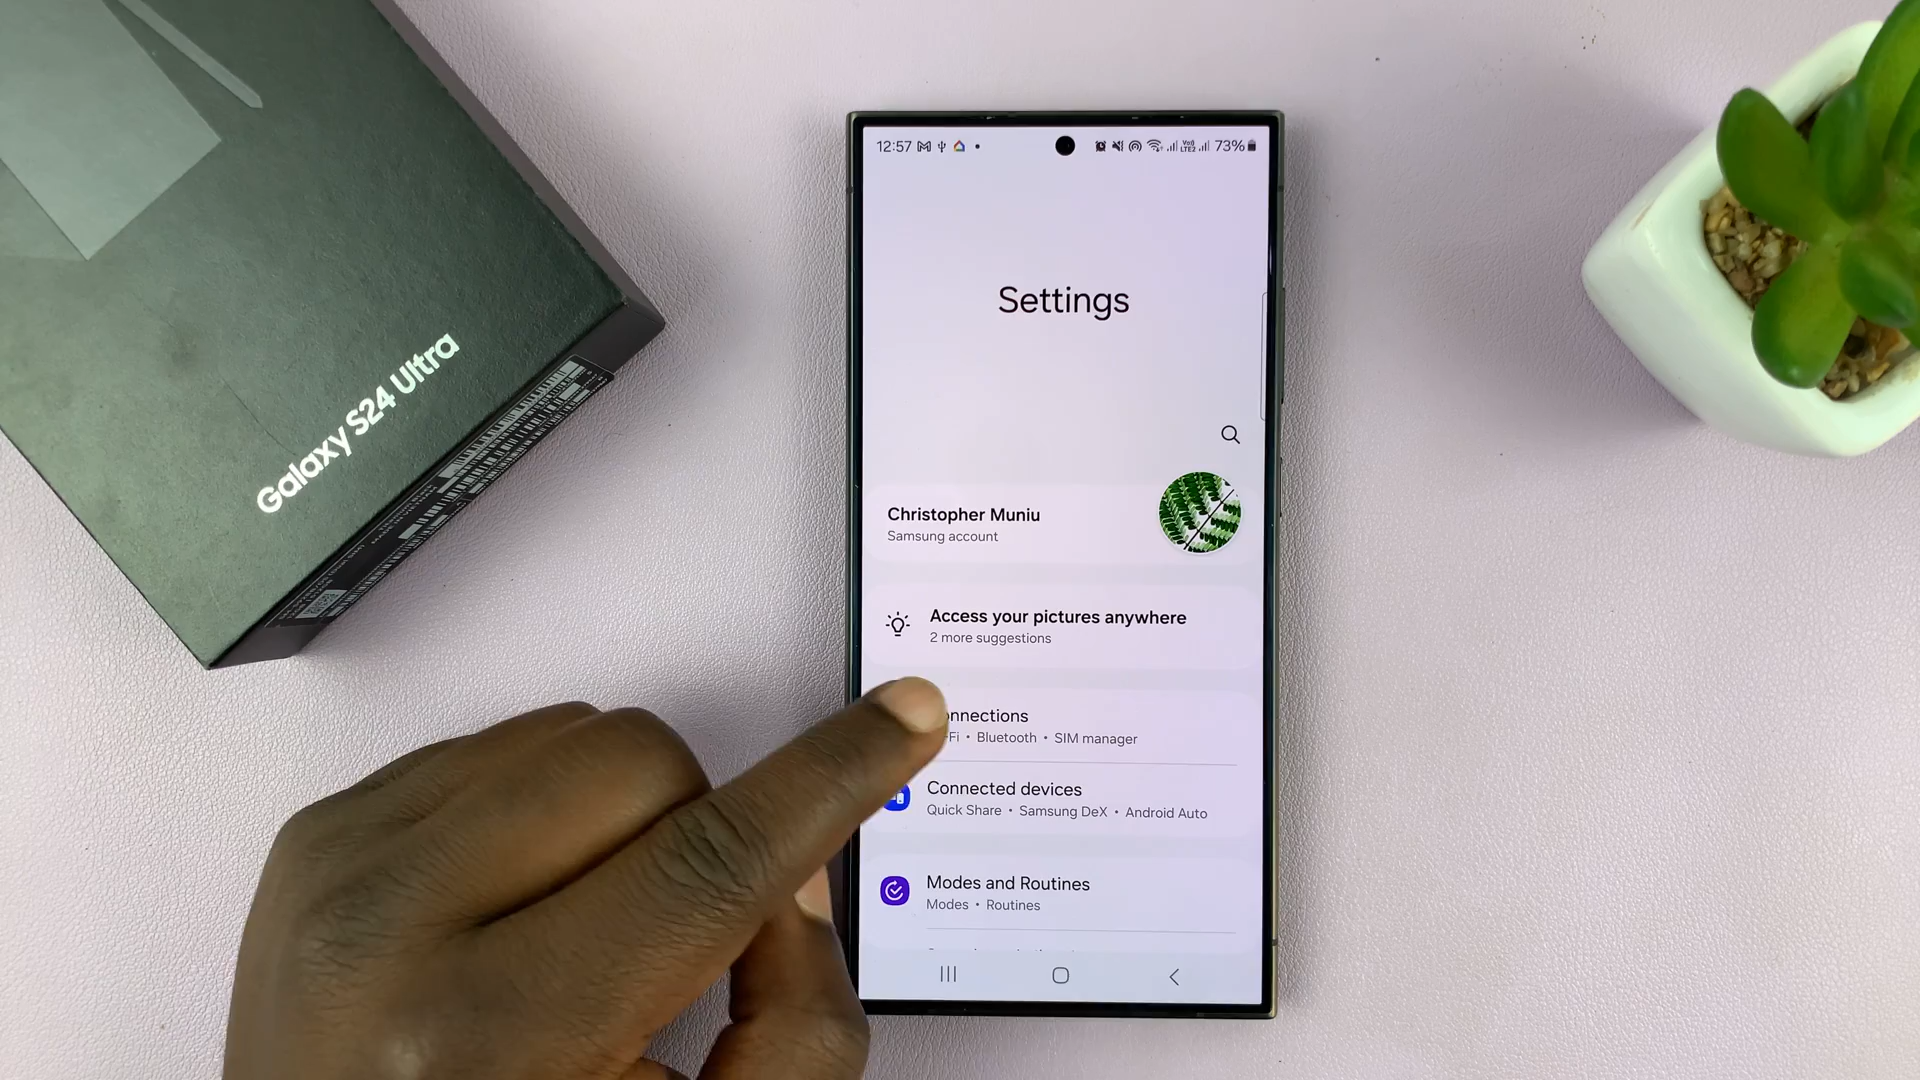 Galaxy S24 Ultra
12:57
73%
Settings
Christopher Muniu
Samsung account
Access your pictures anywhere
2 more suggestions
onnections
-Fi • Bluetooth • SIM manager
Connected devices
Quick Share • Samsung DeX • Android Auto
Modes and Routines
Modes • Routines